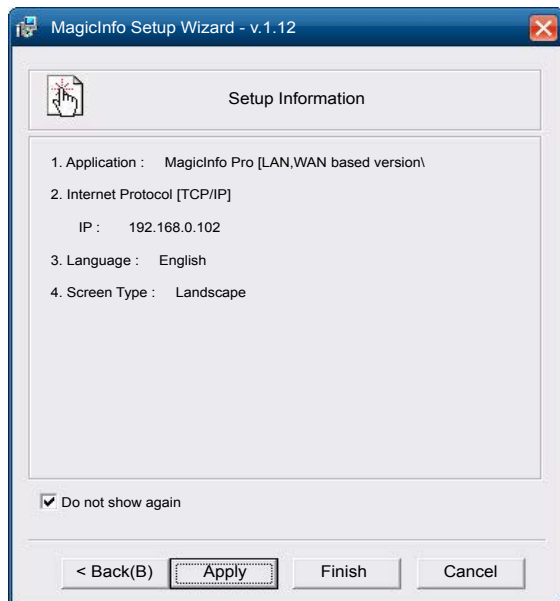 MagicInfo Setup Wizard - v.1.12
Setup Information
1. Application : MagicInfo Pro [LAN,WAN based version\
2. Internet Protocol [TCP/IP]
IP : 192.168.0.102
3. Language : English
4. Screen Type : Landscape
Do not show again
< Back(B) Apply Finish Cancel